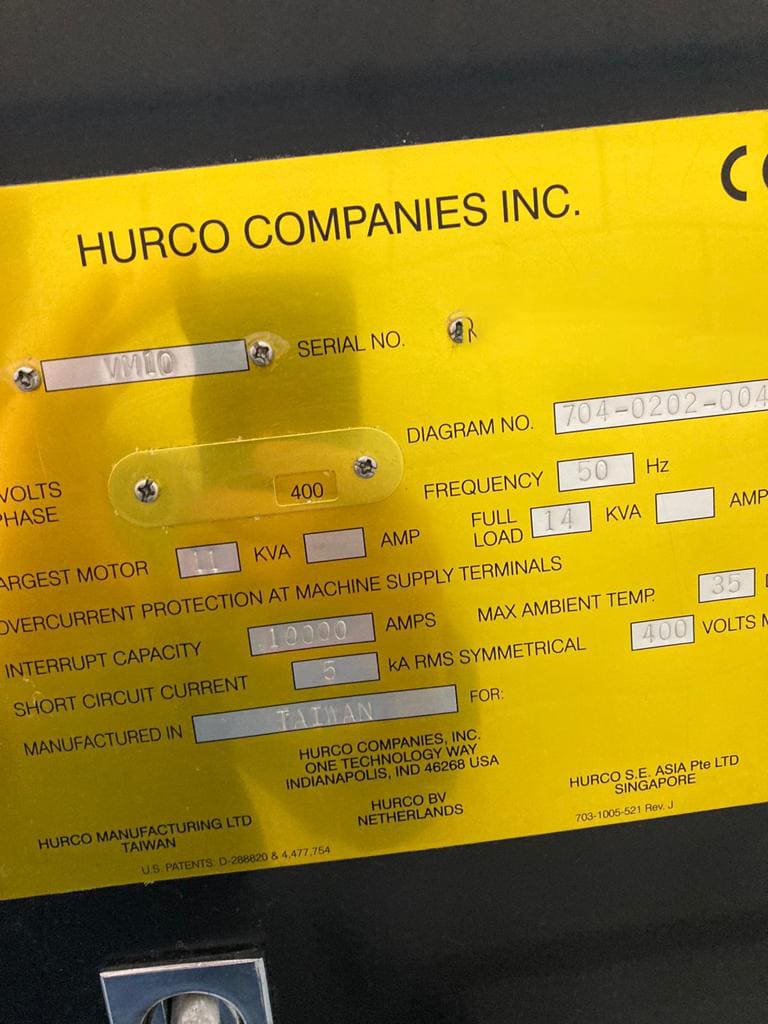 CE
HURCO COMPANIES INC.
VM10 SERIAL NO. R
DIAGRAM NO. 704-0202-004
VOLTS 400 FREQUENCY 50 Hz
PHASE
FULL LOAD 14 KVA AMP
ARGEST MOTOR 11 KVA AMP
OVERCURRENT PROTECTION AT MACHINE SUPPLY TERMINALS
INTERRUPT CAPACITY 10000 AMPS MAX AMBIENT TEMP. 35
SHORT CIRCUIT CURRENT 5 kA RMS SYMMETRICAL 400 VOLTS
MANUFACTURED IN TAIWAN FOR:
HURCO COMPANIES, INC.
ONE TECHNOLOGY WAY
INDIANAPOLIS, IND 46268 USA
HURCO MANUFACTURING LTD
TAIWAN
HURCO BV
NETHERLANDS
HURCO S.E. ASIA Pte LTD
SINGAPORE
U.S. PATENTS: D-288820 & 4,477,754
703-1005-521 Rev. J